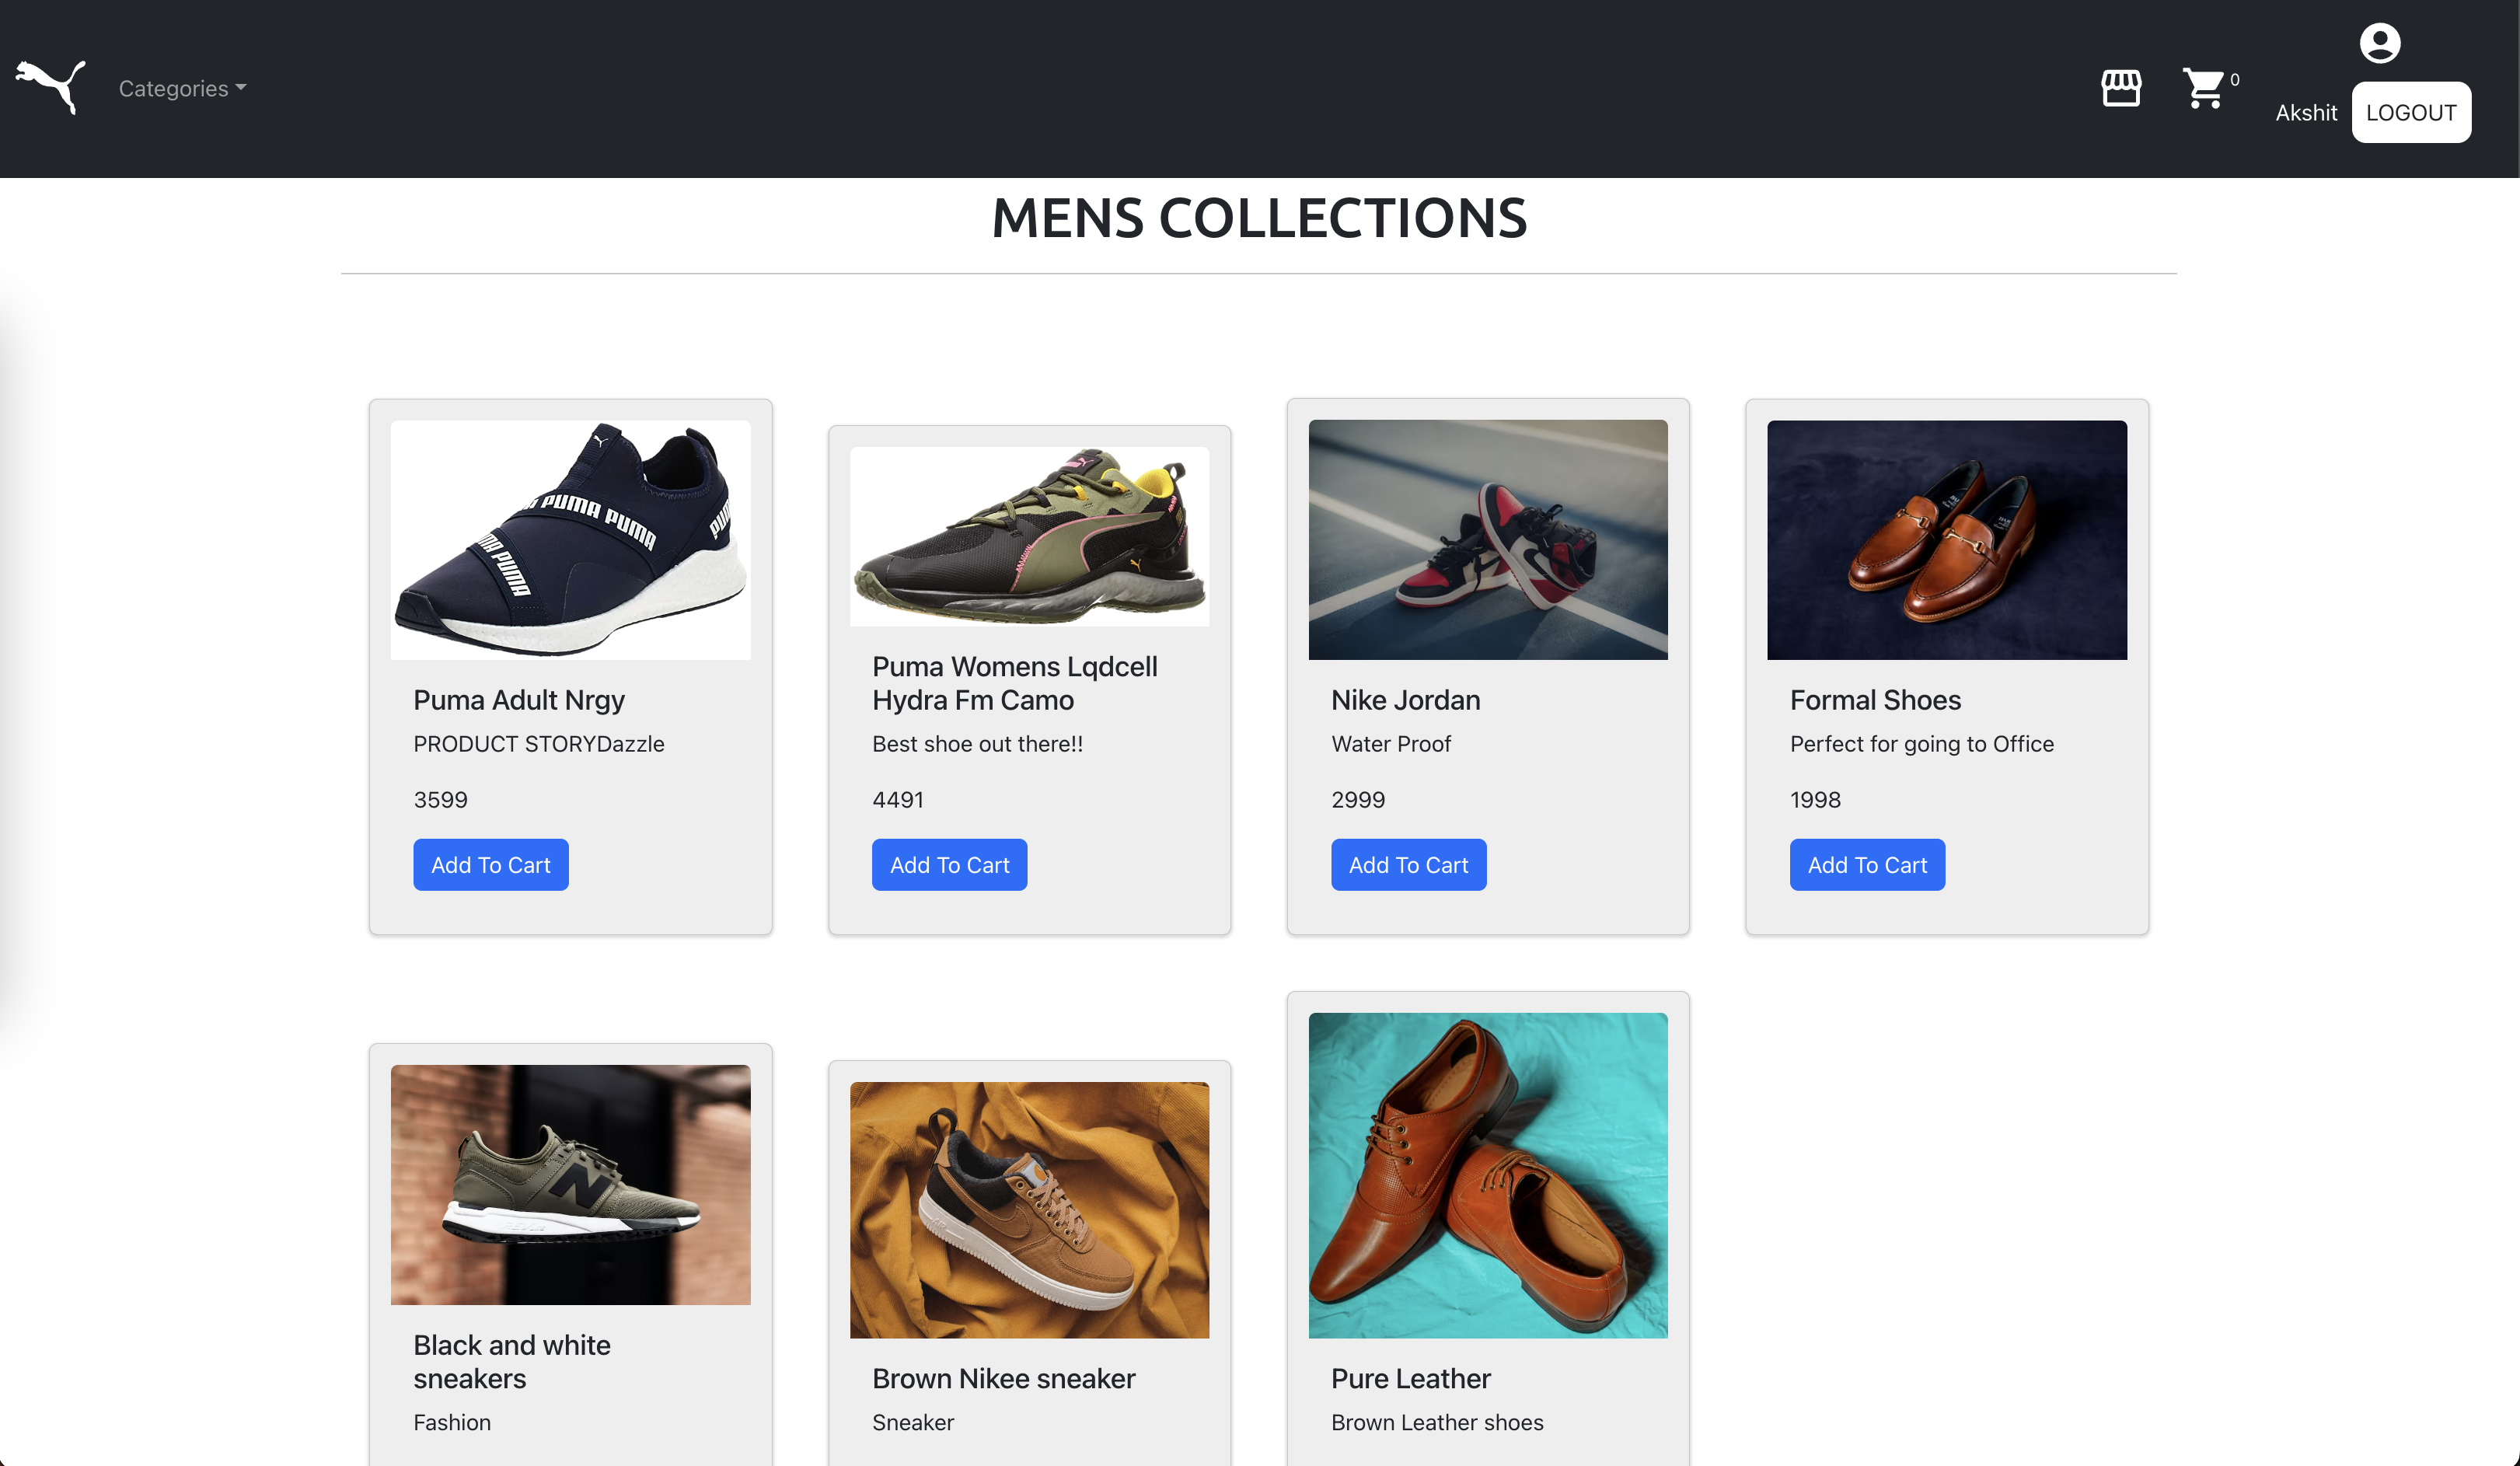 Categories
0
Akshit
LOGOUT
MENS COLLECTIONS
PUMA PUMA
PUMA
Puma Adult Nrgy
PRODUCT STORYDazzle
3599
Add To Cart
Puma Womens Lqdcell
Hydra Fm Camo
Best shoe out there!!
4491
Add To Cart
Nike Jordan
Water Proof
2999
Add To Cart
Formal Shoes
Perfect for going to Office
1998
Add To Cart
N
Black and white
sneakers
Fashion
Brown Nikee sneaker
Sneaker
Pure Leather
Brown Leather shoes